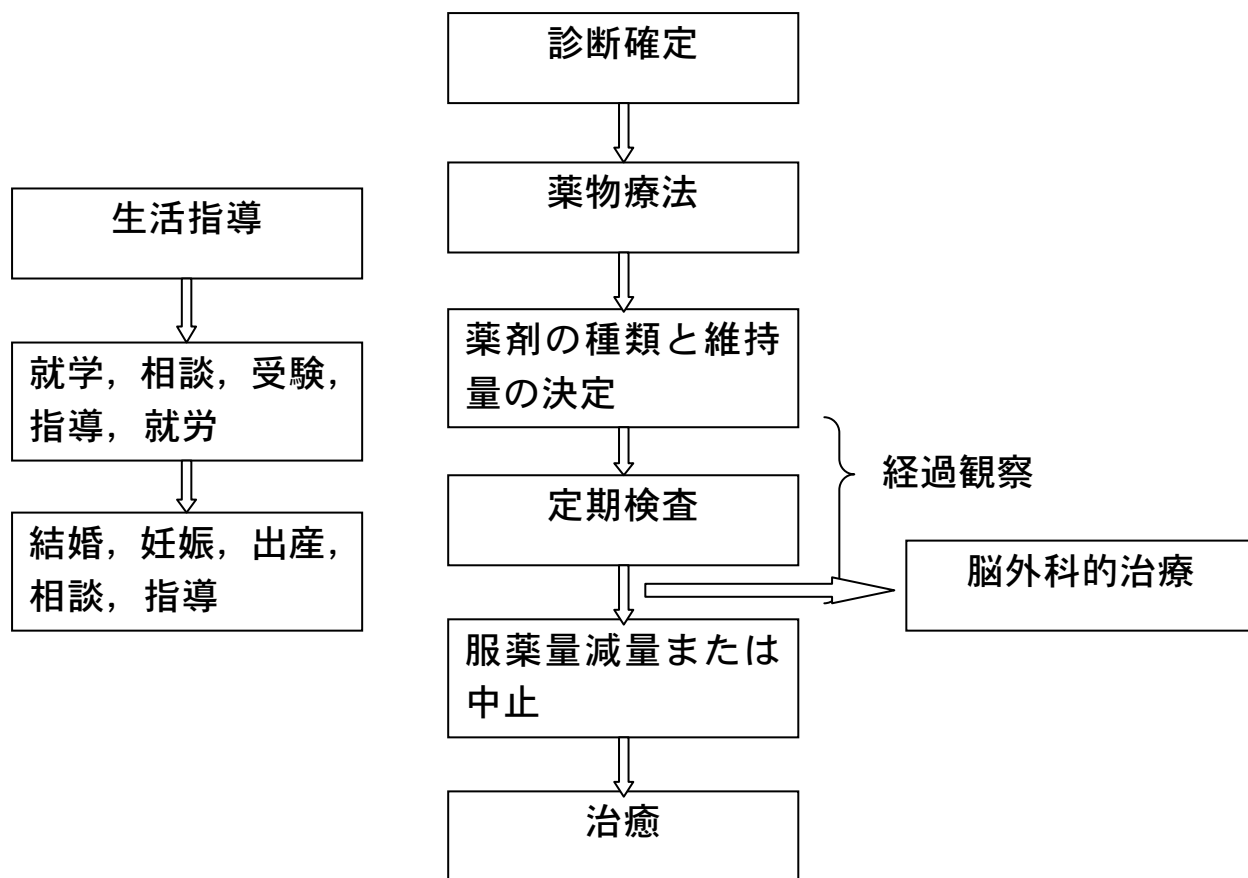 診断確定
薬物療法
薬剤の種類と維持
量の決定
定期検査
服薬量減量または
中止
治癒
経過観察
脳外科的治療
生活指導
就学，相談，受験，
指導，就労
結婚，妊娠，出産，
相談，指導